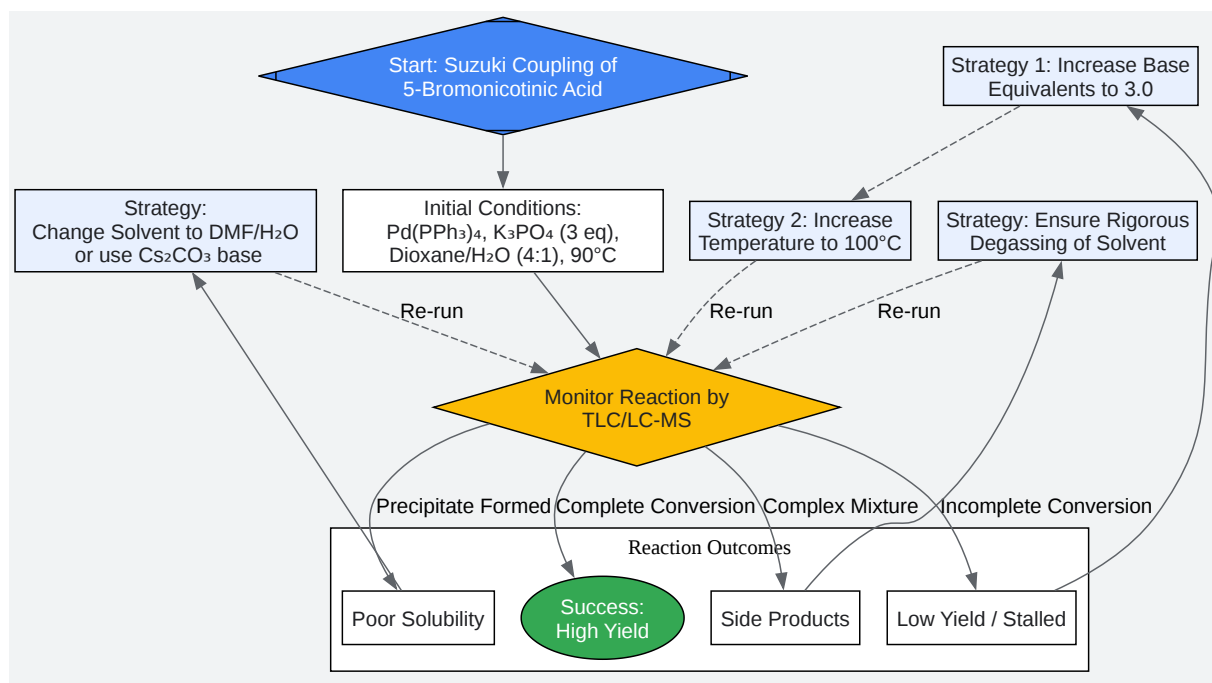 Start: Suzuki Coupling of
5-Bromonicotinic Acid
Strategy 1: Increase Base
Equivalents to 3.0
Strategy:
Change Solvent to DMF/H₂O
or use Cs₂CO₃ base
Initial Conditions:
Pd(PPh₃)₄, K₃PO₄ (3 eq),
Dioxane/H₂O (4:1), 90°C
Strategy 2: Increase
Temperature to 100°C
Strategy: Ensure Rigorous
Degassing of Solvent
Re-run
Re-run
Re-run
Monitor Reaction by
TLC/LC-MS
Precipitate Formed
Complete Conversion
Complex Mixture
Incomplete Conversion
Reaction Outcomes
Poor Solubility
Success:
High Yield
Side Products
Low Yield / Stalled